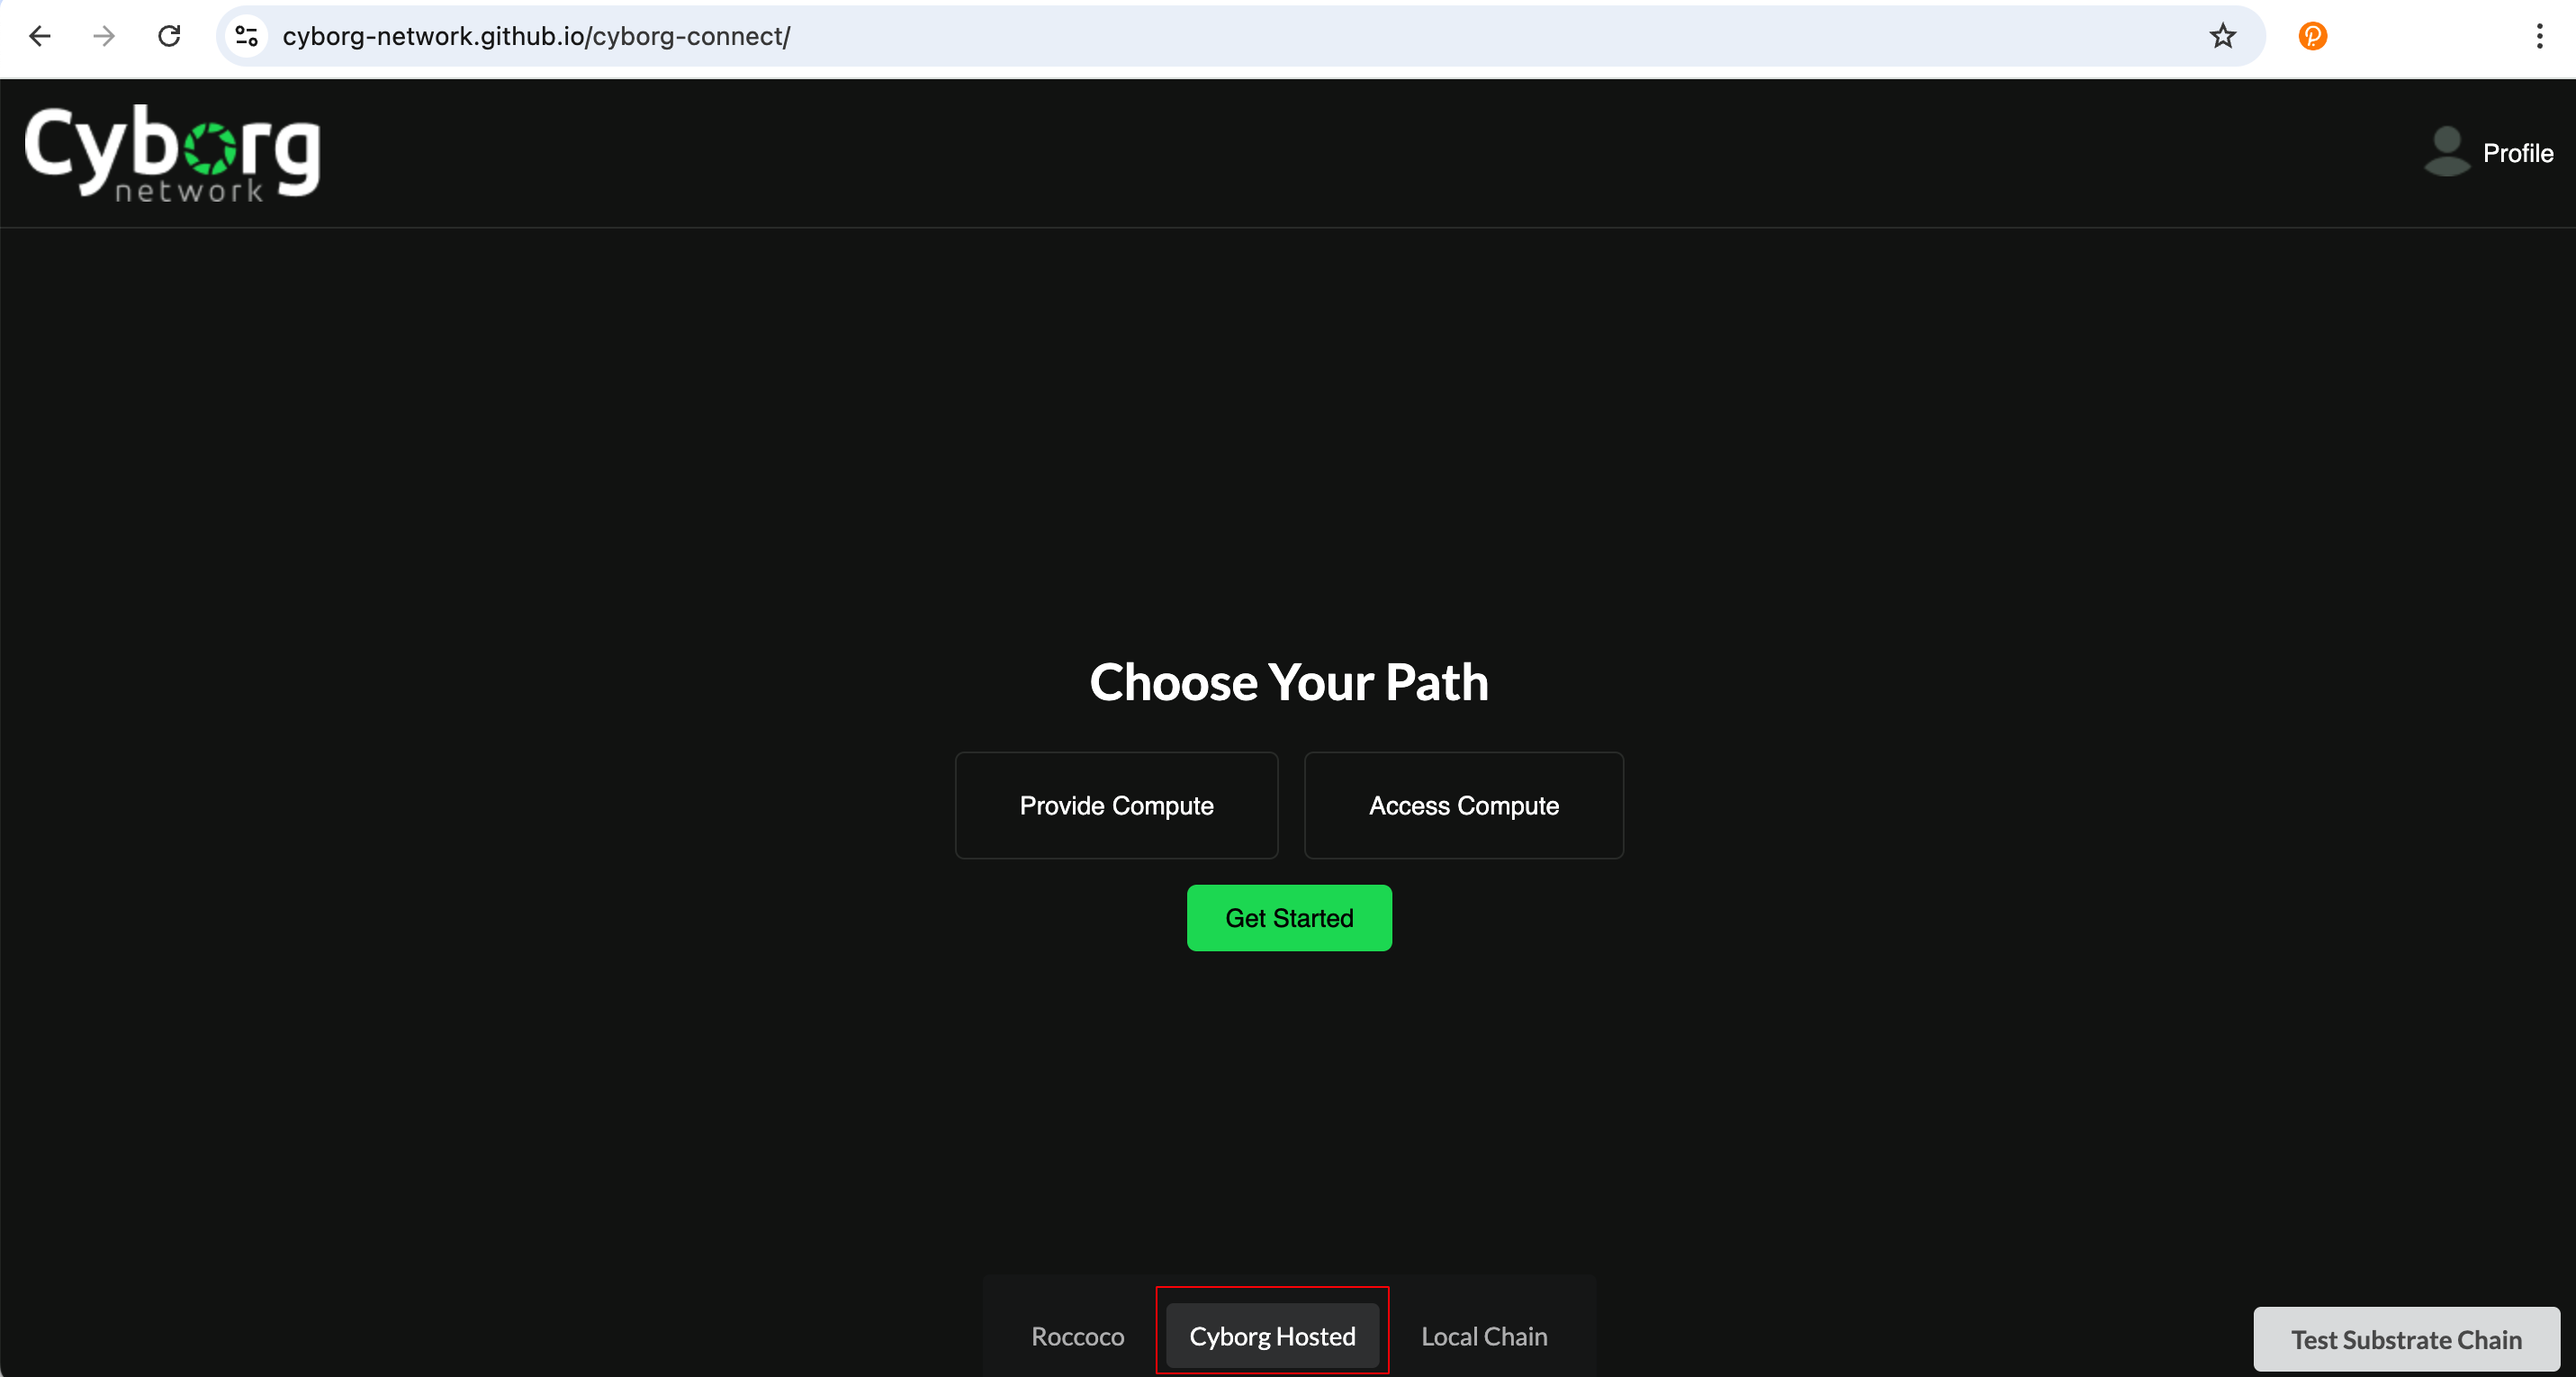 cyborg-network.github.io/cyborg-connect/
Cyborg
network
Profile
Choose Your Path
Provide Compute
Access Compute
Get Started
Roccoco
Cyborg Hosted
Local Chain
Test Substrate Chain